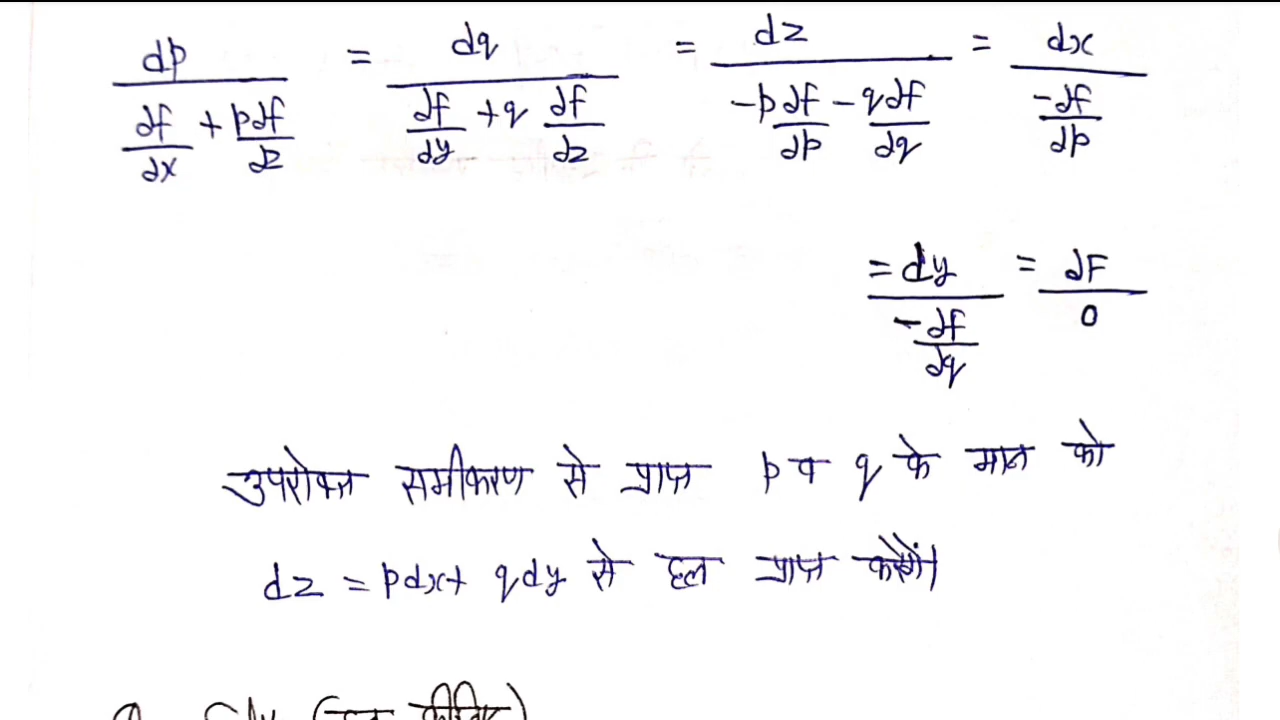 dp = dq = dz = dx
∂f/∂x + p∂f/∂z ∂f/∂y + q ∂f/∂z -p∂f/∂p - q∂f/∂q -∂f/∂p
= dy = dF
-∂f/∂q 0
उपरोक्त समीकरण से प्राप्त p व q के मान को
dz = pdx + qdy से हल प्राप्त करेंगे।